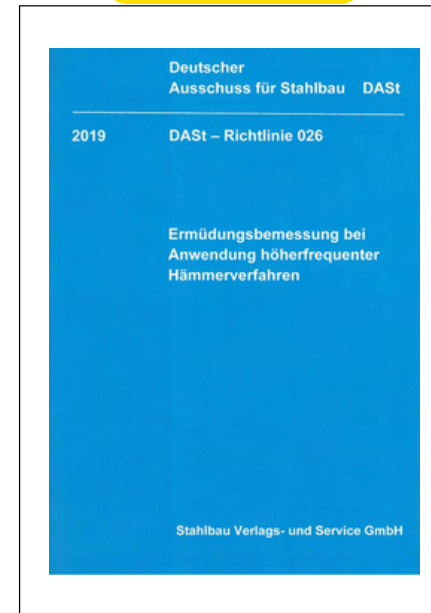 Deutscher
Ausschuss für Stahlbau DASt
2019 DASt – Richtlinie 026
Ermüdungsbemessung bei
Anwendung höherfrequenter
Hämmerverfahren
Stahlbau Verlags- und Service GmbH